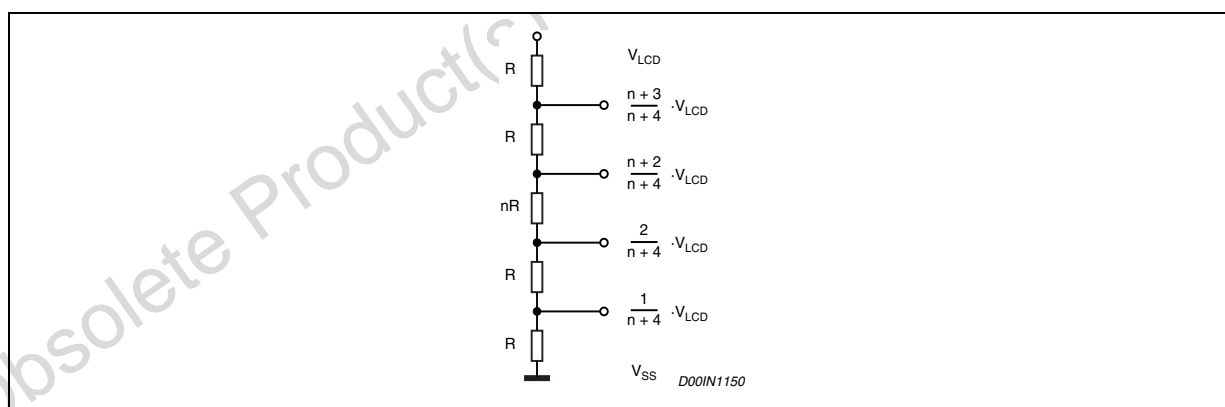 V_LCD
R
n + 3
n + 4 ·V_LCD
R
n + 2
n + 4 ·V_LCD
nR
2
n + 4 ·V_LCD
R
1
n + 4 ·V_LCD
R
V_SS D00IN1150
Obsolete Product(s)